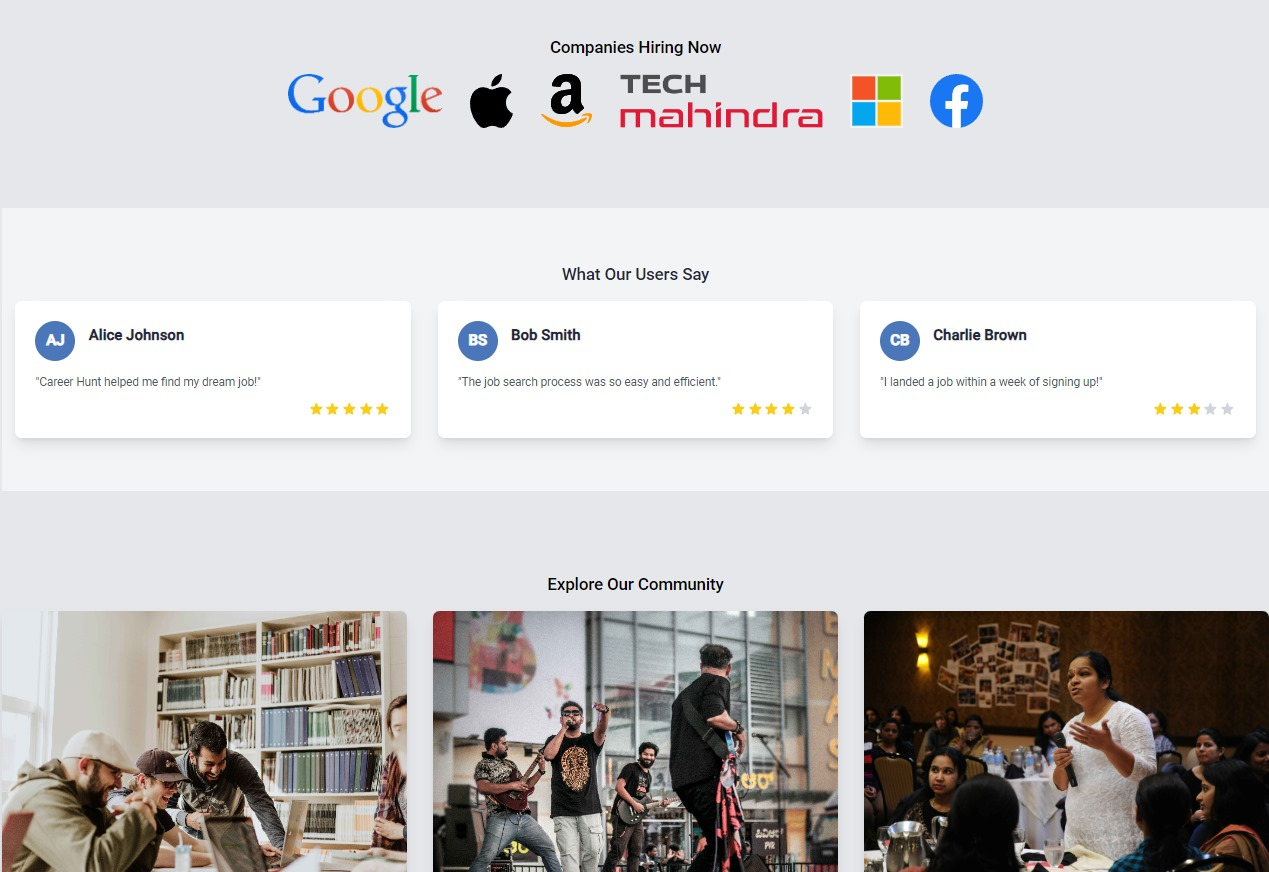 Companies Hiring Now
Google
TECH
mahindra
What Our Users Say
AJ
Alice Johnson
"Career Hunt helped me find my dream job!"
BS
Bob Smith
"The job search process was so easy and efficient."
CB
Charlie Brown
"I landed a job within a week of signing up!"
Explore Our Community
PVR